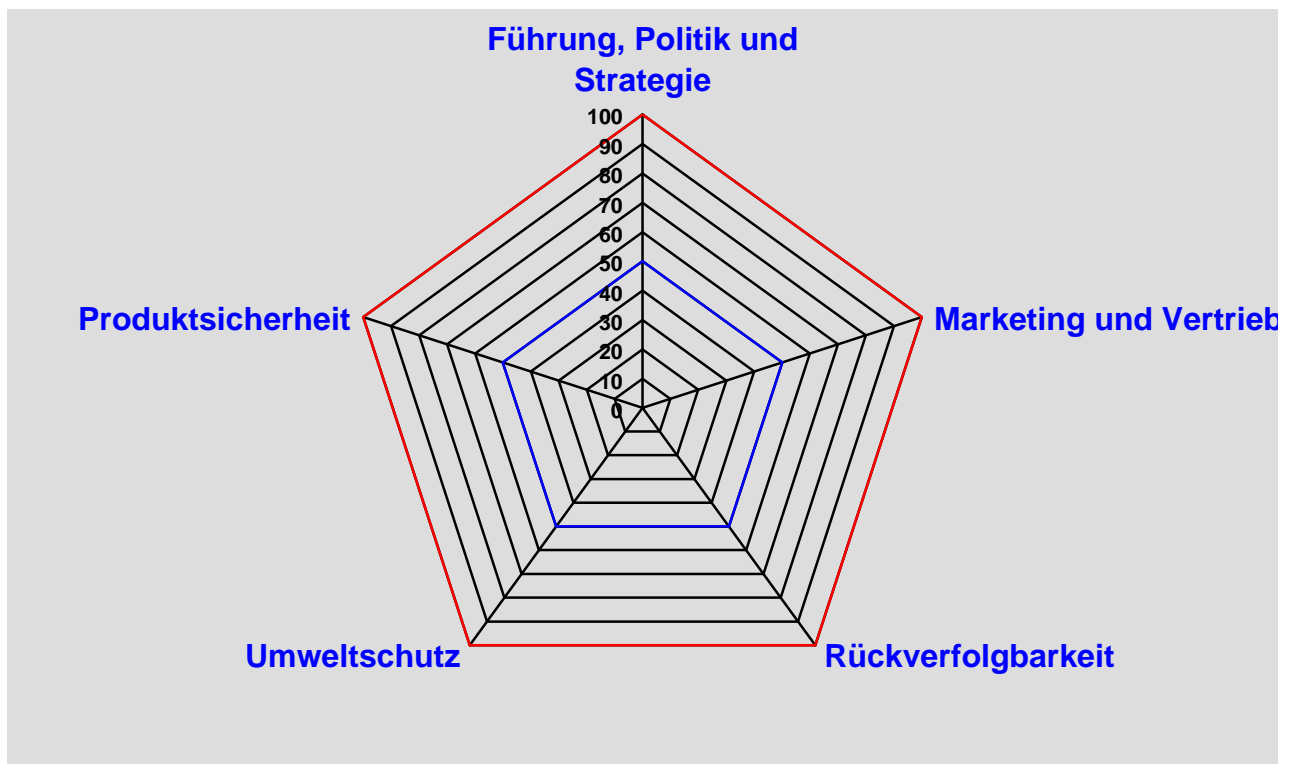 Führung, Politik und
Strategie
100
90
80
70
60
50
40
30
20
10
0
Produktsicherheit
Marketing und Vertrieb
Umweltschutz
Rückverfolgbarkeit